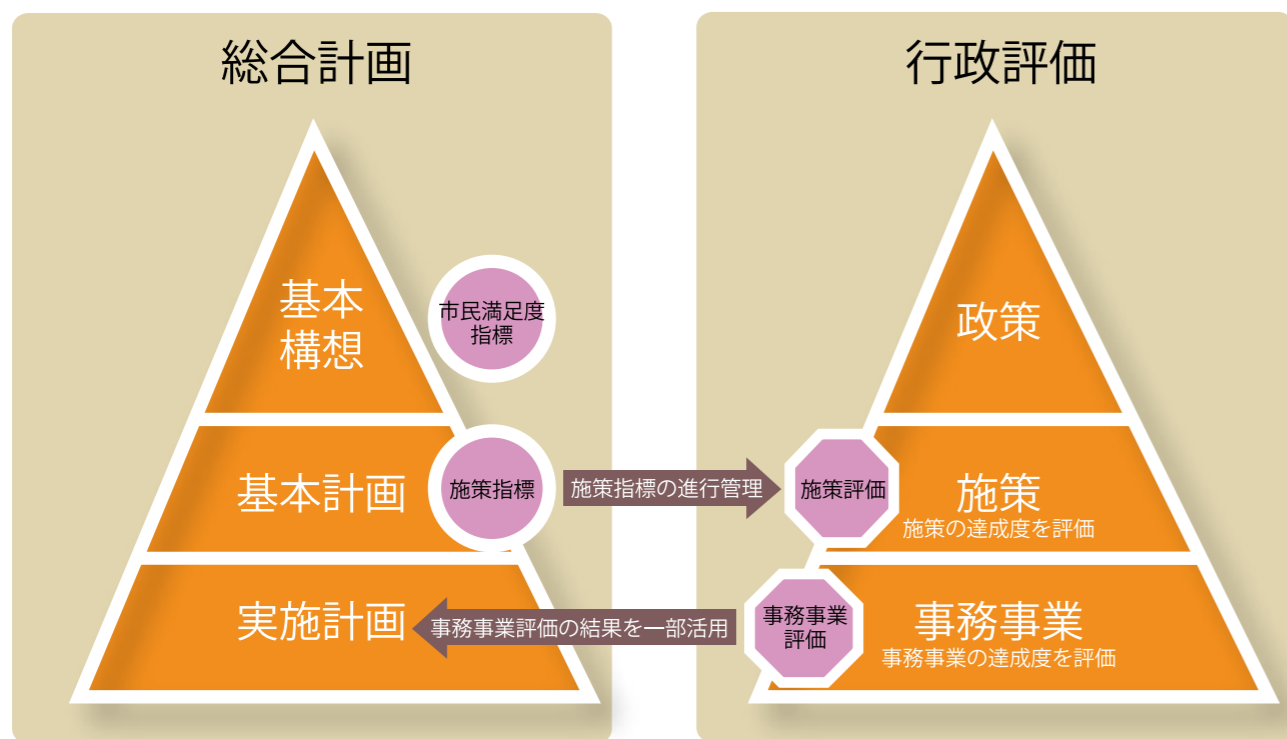 総合計画
基本
構想
市民満足度
指標
基本計画
施策指標
施策指標の進行管理
実施計画
事務事業評価の結果を一部活用
行政評価
政策
施策評価
施策
施策の達成度を評価
事務事業
評価
事務事業
事務事業の達成度を評価